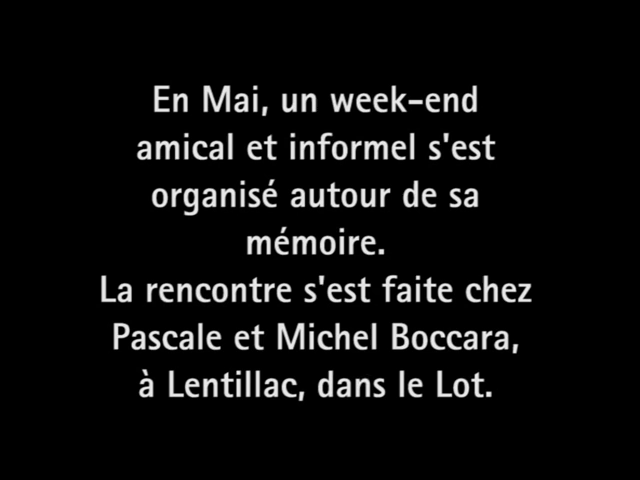 En Mai, un week-end
amical et informel s'est
organisé autour de sa
mémoire.
La rencontre s'est faite chez
Pascale et Michel Boccara,
à Lentillac, dans le Lot.